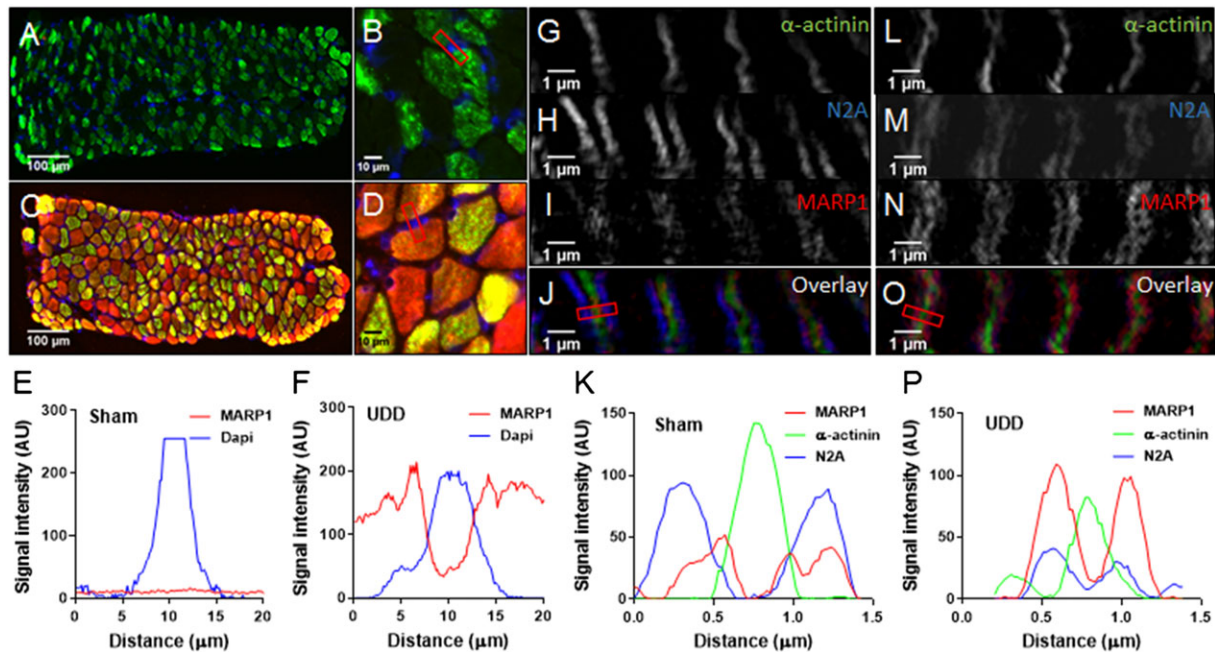 A
100 µm
B
10 µm
C
100 µm
D
10 µm
G
α-actinin
1 µm
H
N2A
1 µm
I
MARP1
1 µm
J
Overlay
1 µm
L
α-actinin
1 µm
M
N2A
1 µm
N
MARP1
1 µm
O
Overlay
1 µm
E
Sham
MARP1
Dapi
Signal intensity (AU)
300
200
100
0
0 5 10 15 20
Distance (µm)
F
UDD
MARP1
Dapi
Signal intensity (AU)
300
200
100
0
0 5 10 15 20
Distance (µm)
K
Sham
MARP1
α-actinin
N2A
Signal intensity (AU)
150
100
50
0
0.0 0.5 1.0 1.5
Distance (µm)
P
UDD
MARP1
α-actinin
N2A
Signal intensity (AU)
150
100
50
0
0.0 0.5 1.0 1.5
Distance (µm)